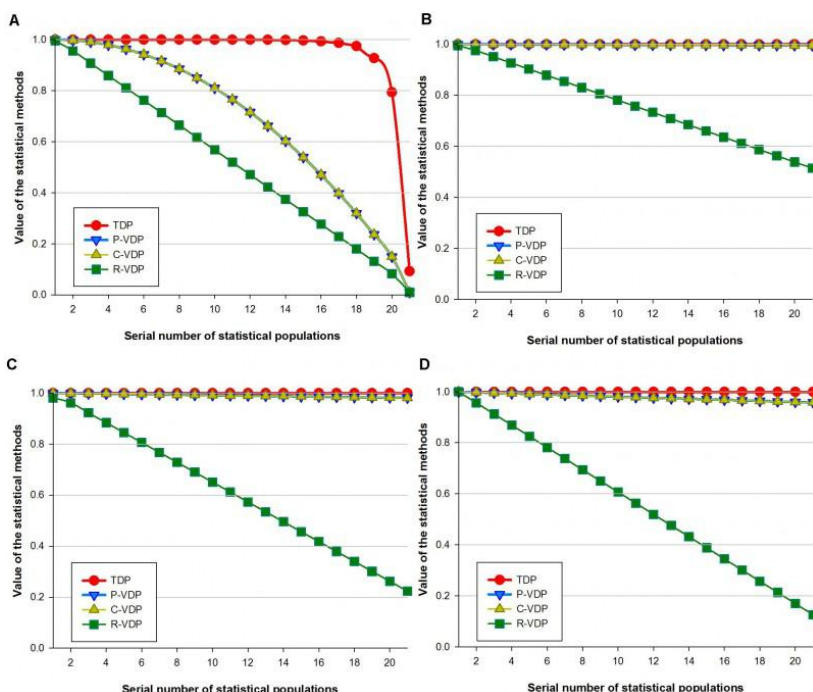 A
Value of the statistical methods
1.0
0.8
0.6
0.4
0.2
0.0
TDP
P-VDP
C-VDP
R-VDP
2 4 6 8 10 12 14 16 18 20
Serial number of statistical populations
B
Value of the statistical methods
1.0
0.8
0.6
0.4
0.2
0.0
TDP
P-VDP
C-VDP
R-VDP
2 4 6 8 10 12 14 16 18 20
Serial number of statistical populations
C
Value of the statistical methods
1.0
0.8
0.6
0.4
0.2
0.0
TDP
P-VDP
C-VDP
R-VDP
2 4 6 8 10 12 14 16 18 20
Serial number of statistical populations
D
Value of the statistical methods
1.0
0.8
0.6
0.4
0.2
0.0
TDP
P-VDP
C-VDP
R-VDP
2 4 6 8 10 12 14 16 18 20
Serial number of statistical populations